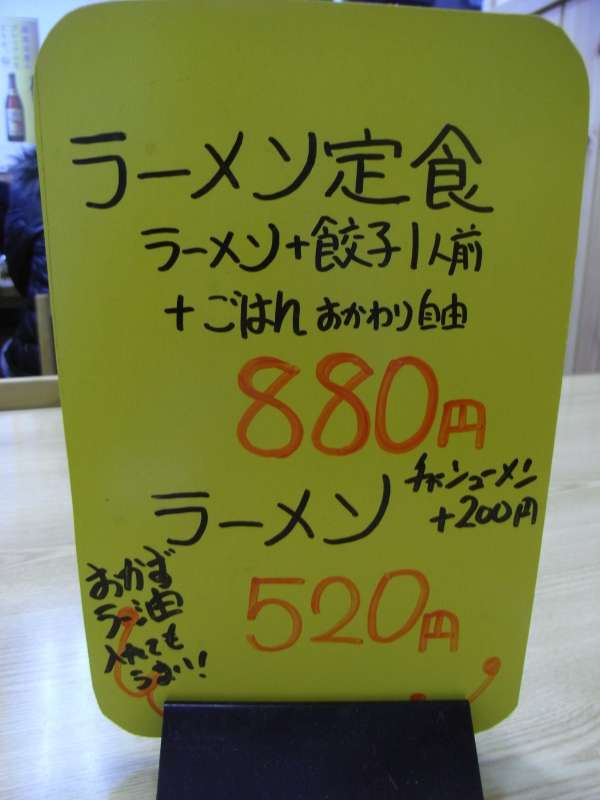 ラーメン定食
ラーメン+餃子1人前
+ごはんおかわり自由
880円
ラーメン
チャーシューメン
+200円
520円
おかず
ラー油
入れても
うまい!